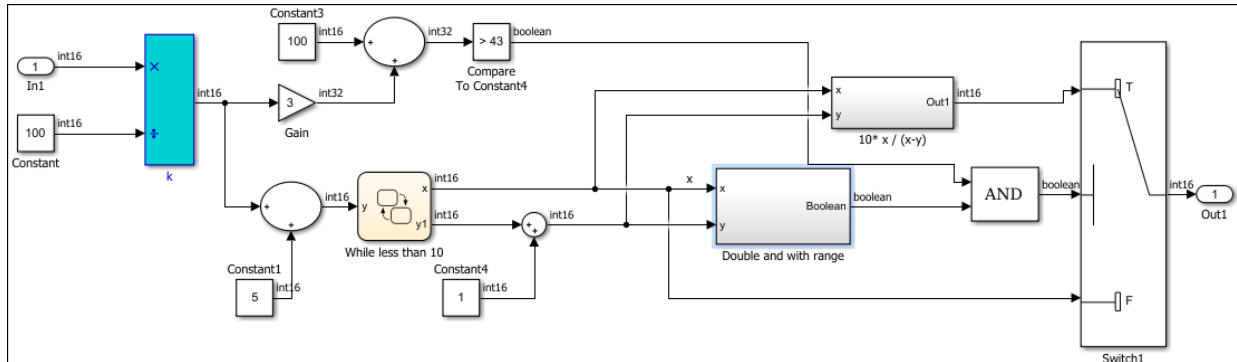 Constant3
100
int16
int32
> 43
boolean
Compare
To Constant4
1
In1
int16
×
int16
3
int32
Gain
100
int16
Constant
÷
k
x
y
Out1
int16
10* x / (x-y)
T
int16
1
Out1
+
+
int16
+
+
y
x
y1
int16
int16
While less than 10
+
+
int16
x
x
y
Boolean
boolean
Double and with range
AND
boolean
Constant1
5
int16
Constant4
1
int16
F
Switch1